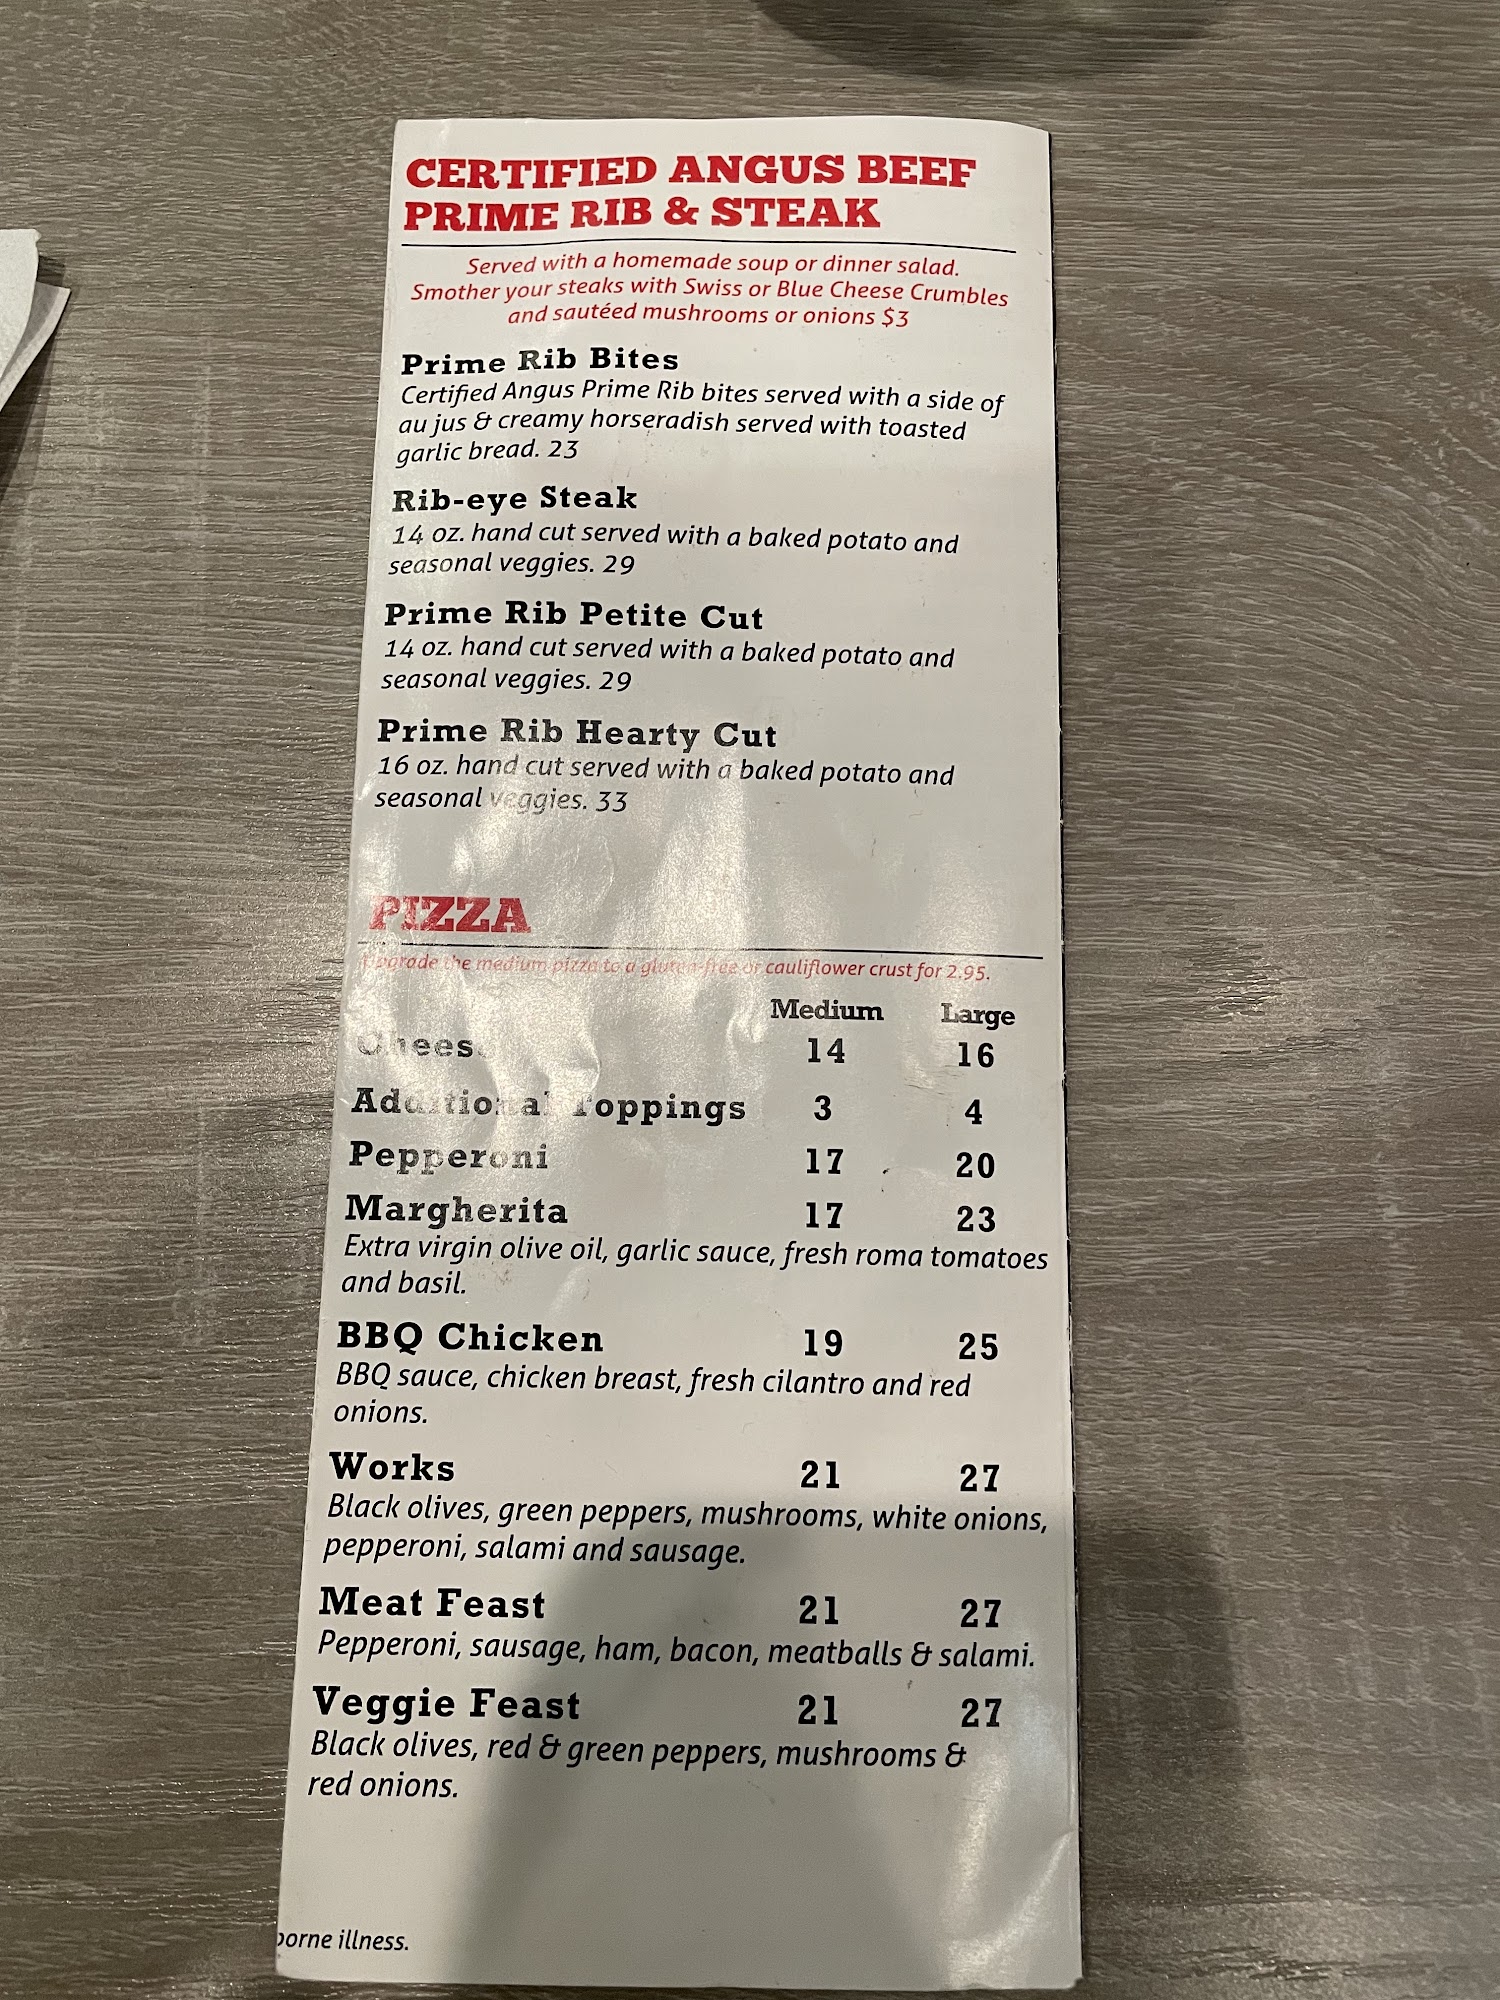 CERTIFIED ANGUS BEEF
PRIME RIB & STEAK
Served with a homemade soup or dinner salad.
Smother your steaks with Swiss or Blue Cheese Crumbles
and sautéed mushrooms or onions $3
Prime Rib Bites
Certified Angus Prime Rib bites served with a side of
au jus & creamy horseradish served with toasted
garlic bread. 23
Rib-eye Steak
14 oz. hand cut served with a baked potato and
seasonal veggies. 29
Prime Rib Petite Cut
14 oz. hand cut served with a baked potato and
seasonal veggies. 29
Prime Rib Hearty Cut
16 oz. hand cut served with a baked potato and
seasonal veggies. 33
PIZZA
Upgrade the medium pizza to a gluten-free or cauliflower crust for 2.95.
Medium Large
Cheese 14 16
Additional Toppings 3 4
Pepperoni 17 20
Margherita 17 23
Extra virgin olive oil, garlic sauce, fresh roma tomatoes
and basil.
BBQ Chicken 19 25
BBQ sauce, chicken breast, fresh cilantro and red
onions.
Works 21 27
Black olives, green peppers, mushrooms, white onions,
pepperoni, salami and sausage.
Meat Feast 21 27
Pepperoni, sausage, ham, bacon, meatballs & salami.
Veggie Feast 21 27
Black olives, red & green peppers, mushrooms &
red onions.
borne illness.